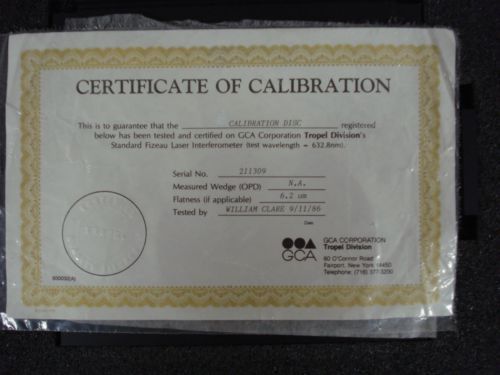 CERTIFICATE OF CALIBRATION
This is to guarantee that the CALIBRATION DISC registered
below has been tested and certified on GCA Corporation Tropel Division's
Standard Fizeau Laser Interferometer (test wavelength = 632.8nm).
Serial No. 211309
Measured Wedge (OPD) N.A.
Flatness (if applicable) 6.2 um
Tested by WILLIAM CLARK 9/11/86
Date
GCA
GCA CORPORATION
Tropel Division
60 O'Connor Road
Fairport, New York 14450
Telephone: (716) 377-3200